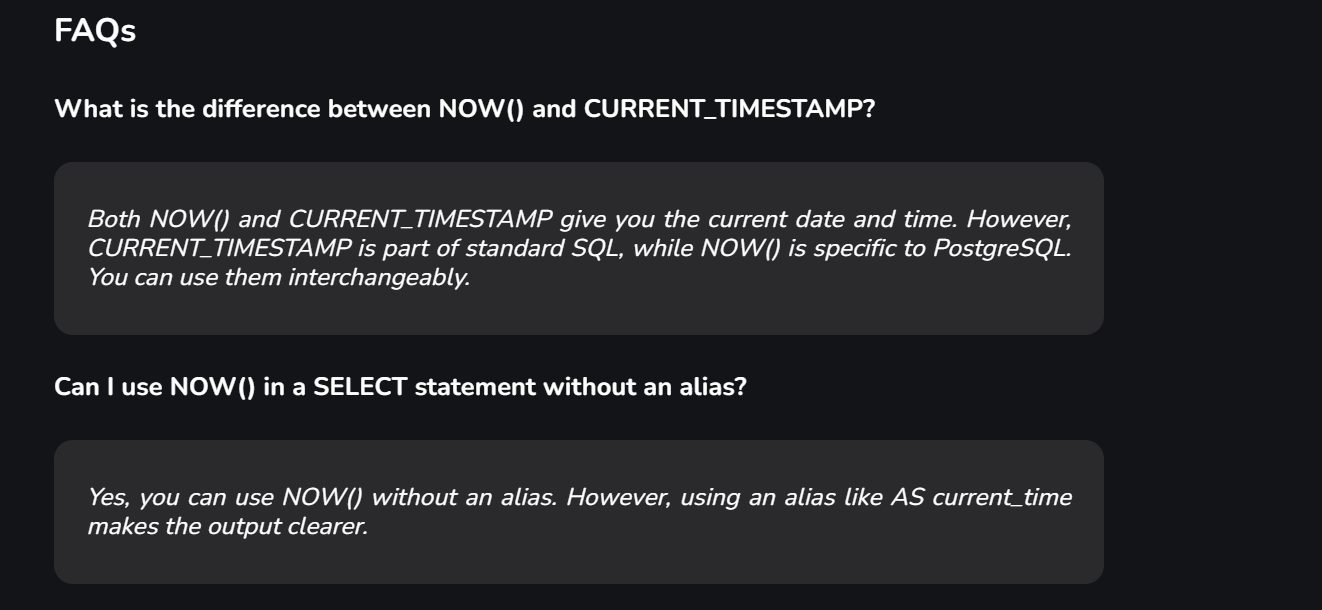 FAQs
What is the difference between NOW() and CURRENT_TIMESTAMP?
Both NOW() and CURRENT_TIMESTAMP give you the current date and time. However,
CURRENT_TIMESTAMP is part of standard SQL, while NOW() is specific to PostgreSQL.
You can use them interchangeably.
Can I use NOW() in a SELECT statement without an alias?
Yes, you can use NOW() without an alias. However, using an alias like AS current_time
makes the output clearer.